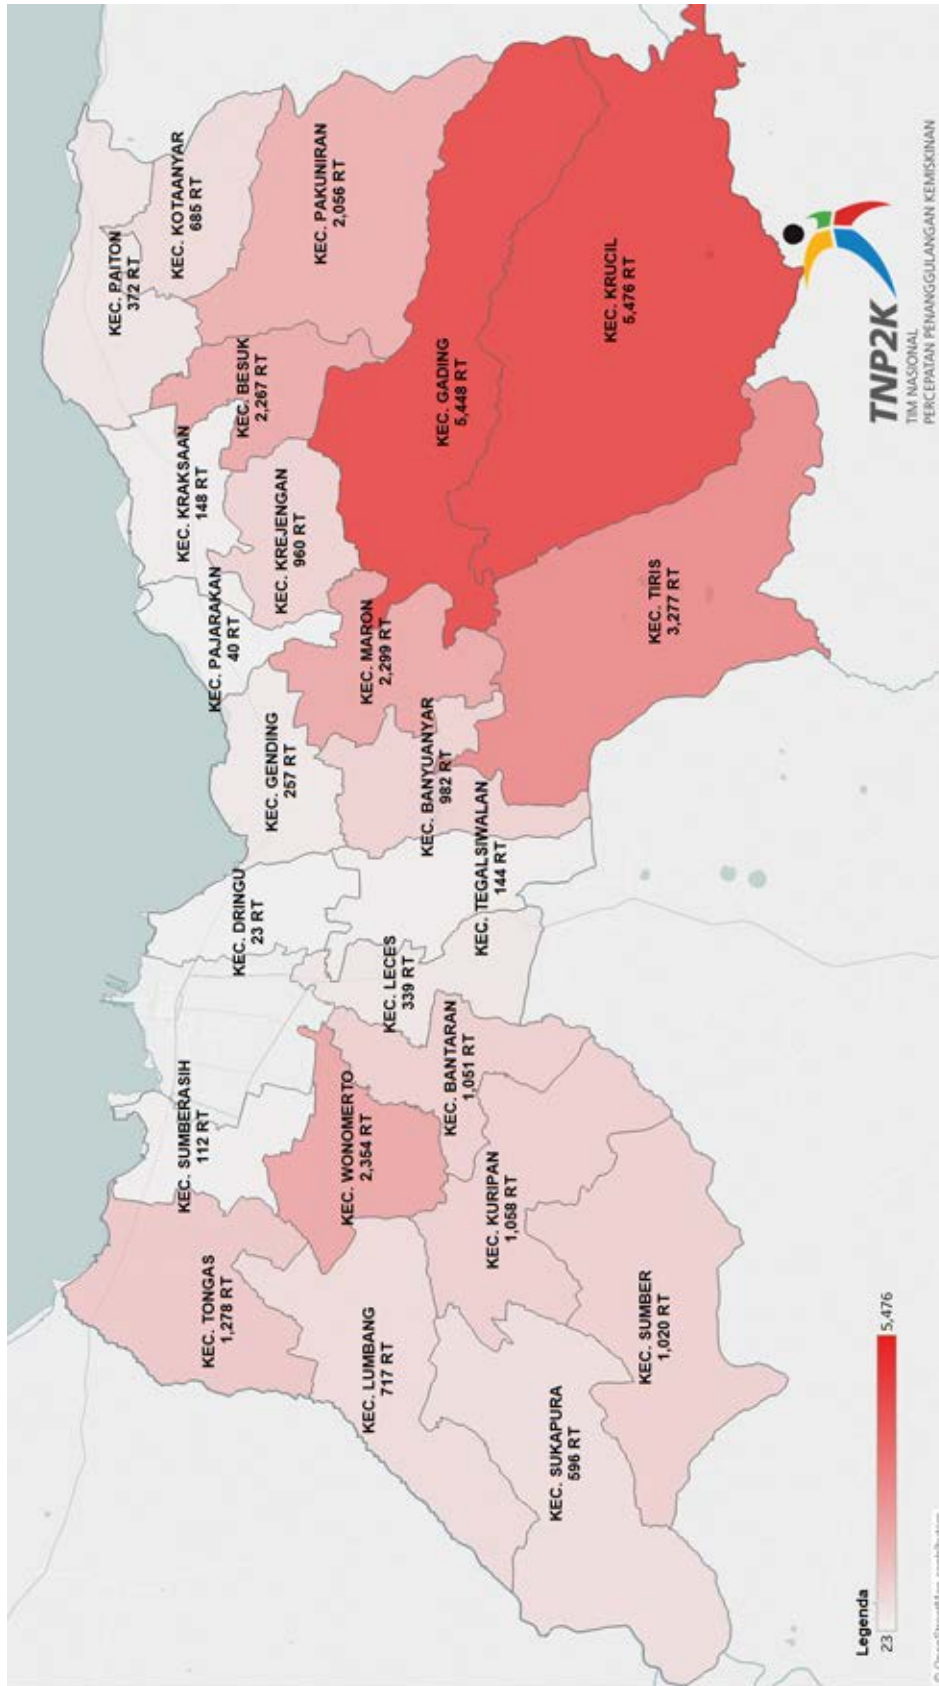 KEC. PAITON
372 RT
KEC. KOTAANYAR
685 RT
KEC. PAKUNIRAN
2,056 RT
KEC. BESUK
2,267 RT
KEC. KRAKSAAN
148 RT
KEC. KREJENGAN
960 RT
KEC. GADING
5,448 RT
KEC. KRUCIL
5,476 RT
KEC. PAJARAKAN
40 RT
KEC. MARON
2,299 RT
KEC. TIRIS
3,277 RT
KEC. GENDING
257 RT
KEC. BANYUANYAR
982 RT
KEC. TEGALSIWALAN
144 RT
KEC. DRINGU
23 RT
KEC. LECES
339 RT
KEC. BANTARAN
1,051 RT
KEC. SUMBERASIH
112 RT
KEC. WONOMERTO
2,354 RT
KEC. KURIPAN
1,058 RT
KEC. TONGAS
1,278 RT
KEC. LUMBANG
717 RT
KEC. SUKAPURA
596 RT
KEC. SUMBER
1,020 RT
Legenda
23
5,476
TNP2K
TIM NASIONAL
PERCEPATAN PENANGGULANGAN KEMISKINAN